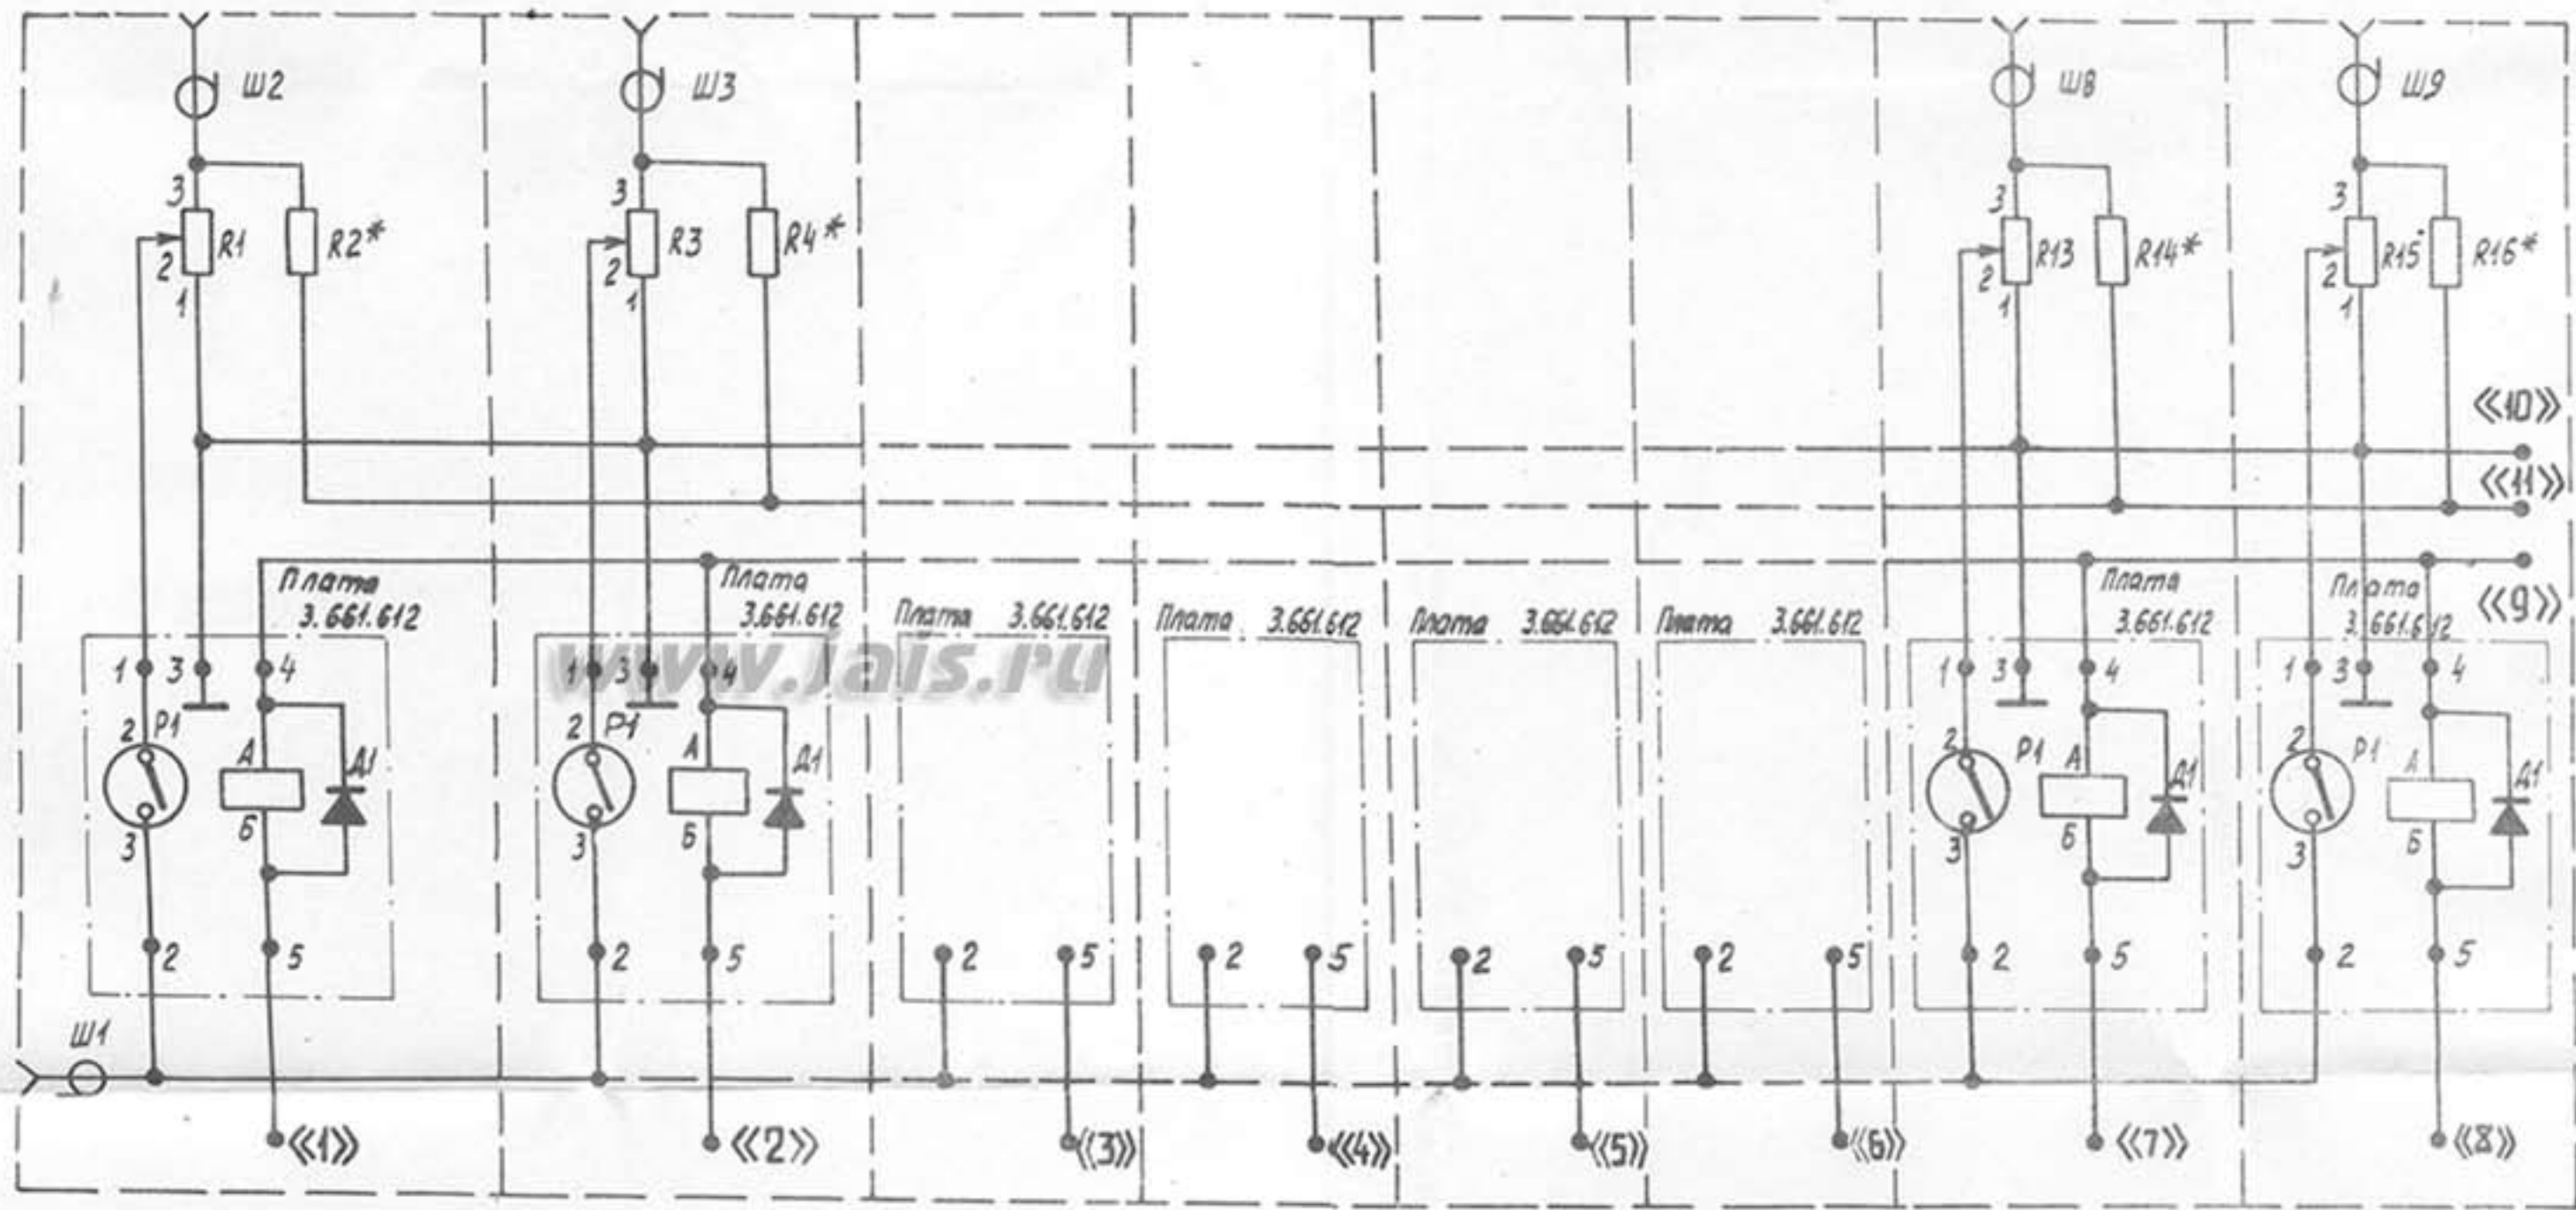 Ш2 Ш3 Ш8 Ш9
3 3 3 3
R1 R2* R3 R4* R13 R14* R15 R16*
2 2 2 2
1 1 1 1
«10»
«11»
Плата Плата Плата Плата
«9»
3.661.612 3.661.612 Плата 3.661.612 Плата 3.661.612 Плата 3.661.612 Плата 3.661.612 3.661.612 3.661.612
www.jais.ru
1 3 4 1 3 4 1 3 4 1 3 4
2 P1 2 P1 2 P1 2 P1
А Д1 А Д1 А Д1 А Д1
Б Б Б Б
3 3 3 3
2 5 2 5 2 5 2 5 2 5 2 5 2 5 2 5
Ш1
«1» «2» «3» «4» «5» «6» «7» «8»